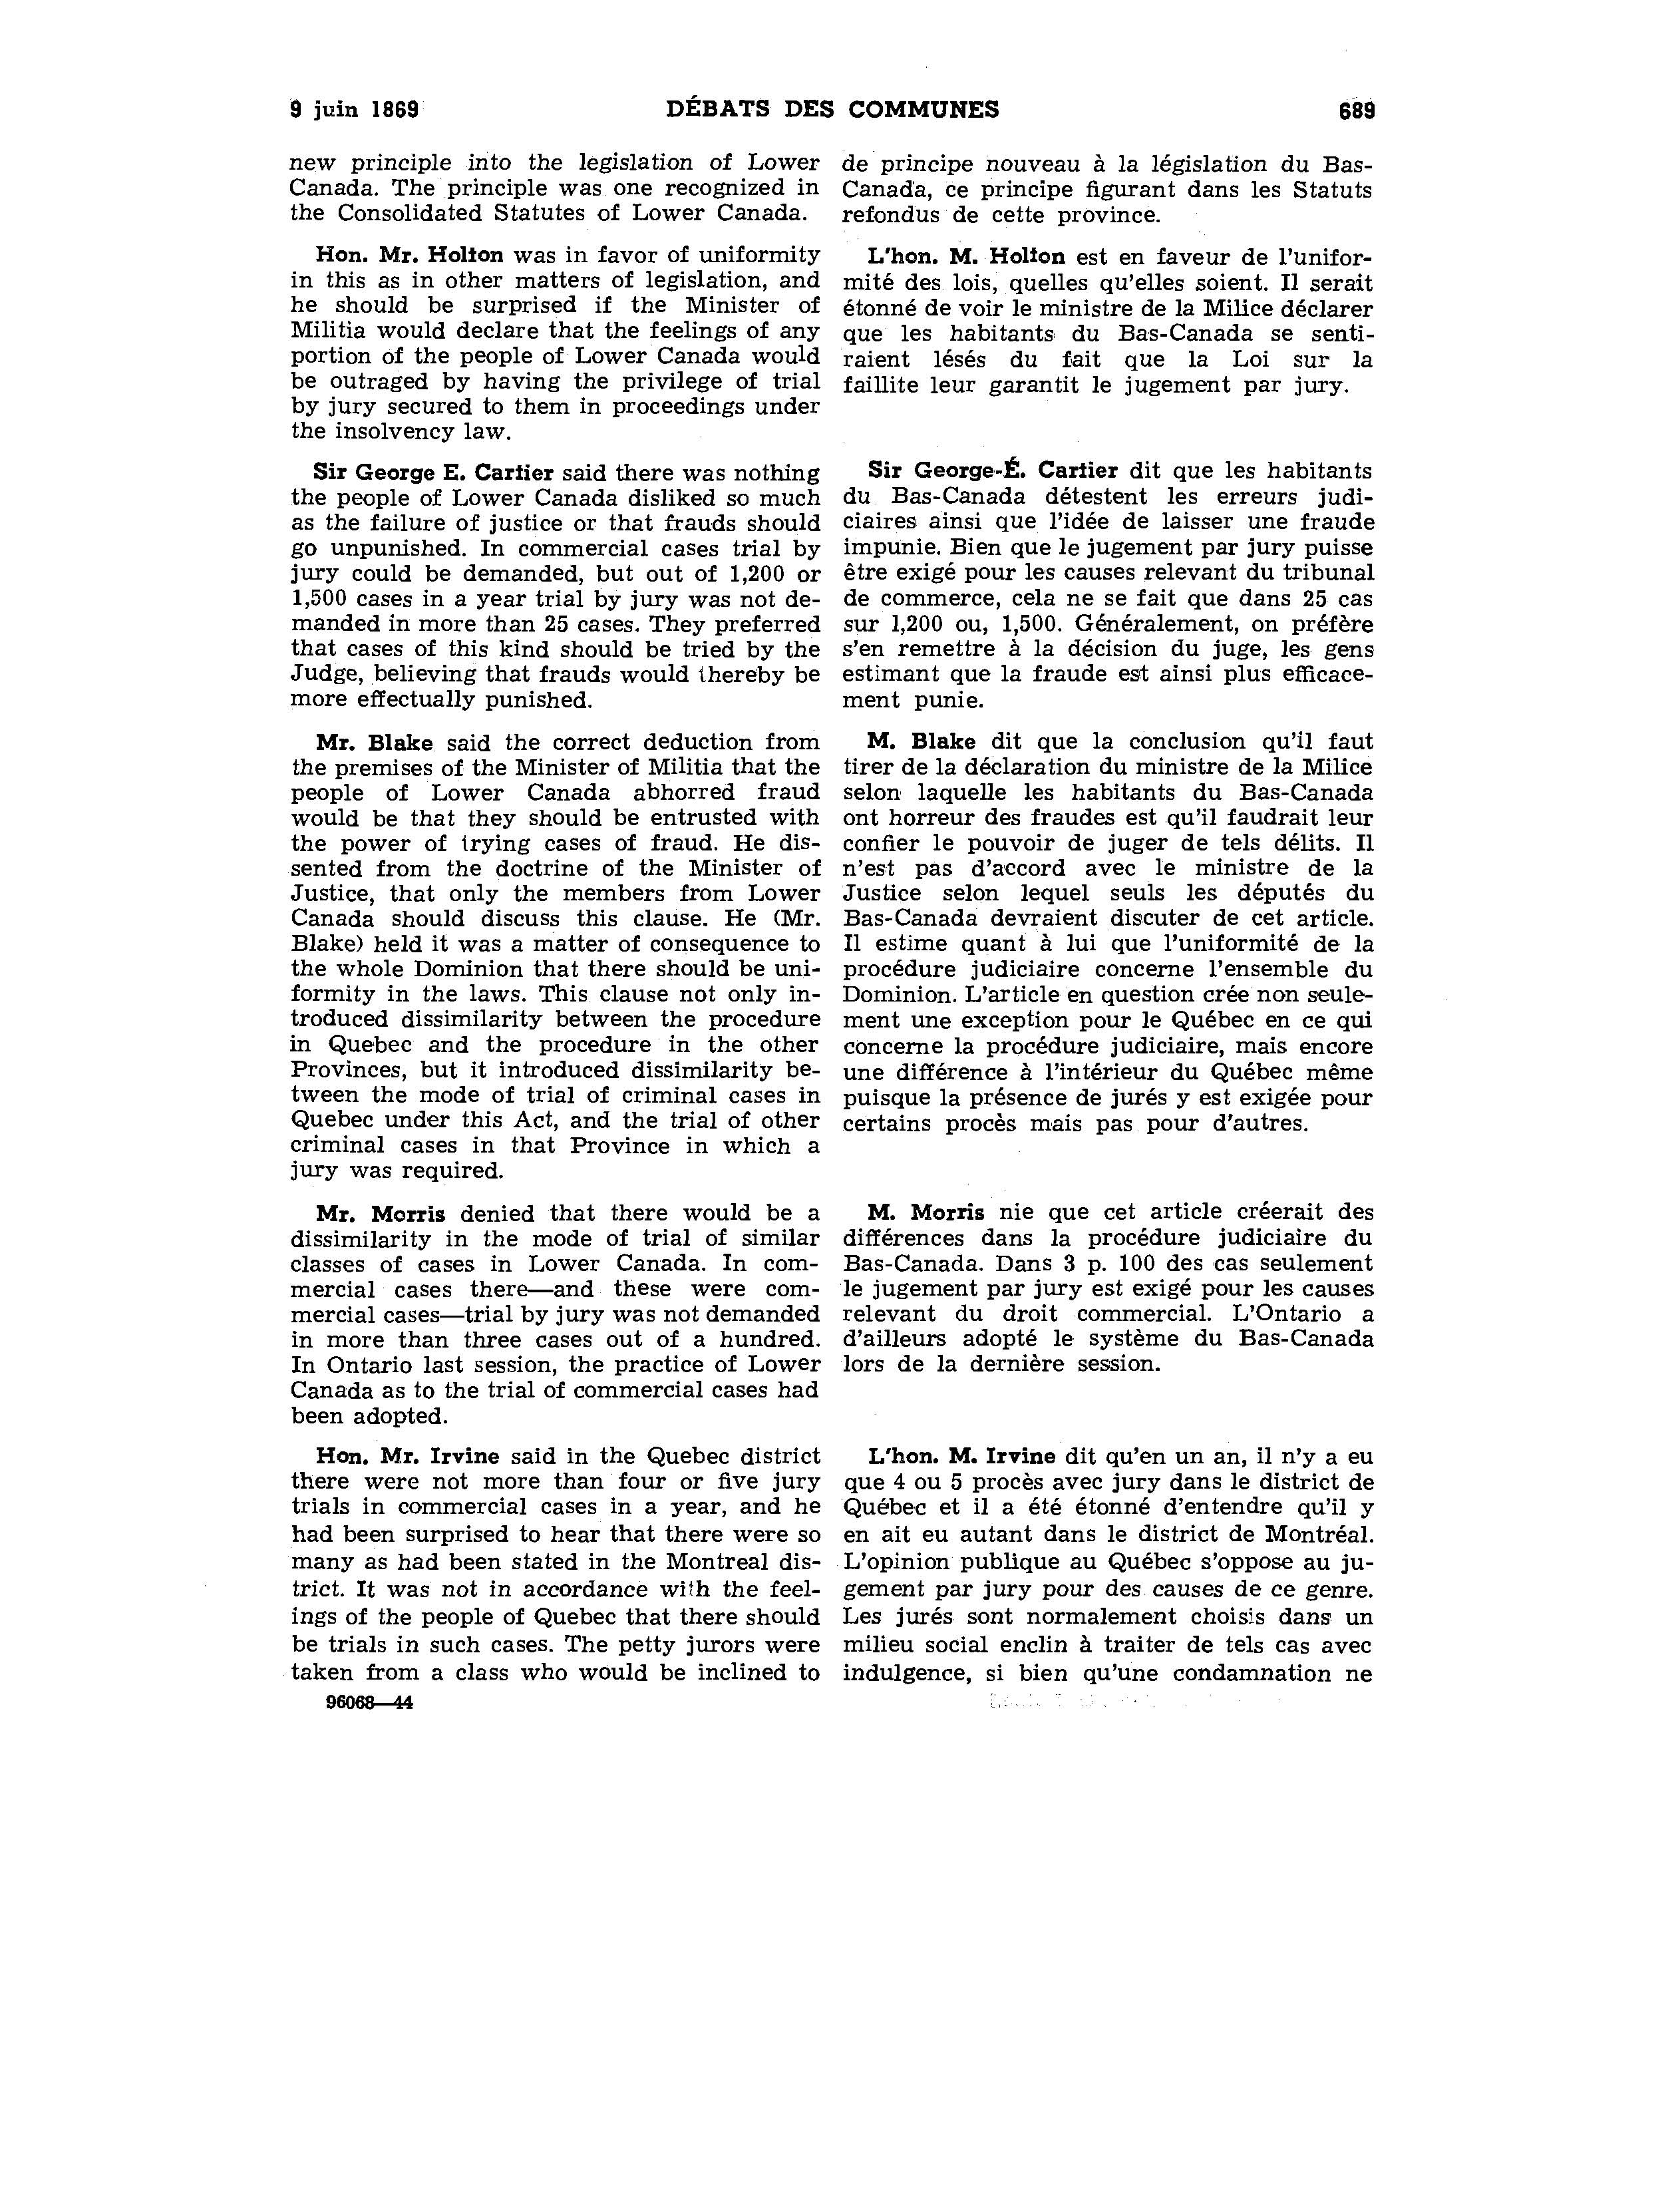 9 juin 1869
DÉBATS DES COMMUNES
689
new principle into the legislation of Lower
Canada. The principle was one recognized in
the Consolidated Statutes of Lower Canada.
Hon. Mr. Holton was in favor of uniformity
in this as in other matters of legislation, and
he should be surprised if the Minister of
Militia would declare that the feelings of any
portion of the people of Lower Canada would
be outraged by having the privilege of trial
by jury secured to them in proceedings under
the insolvency law.
Sir George E. Cartier said there was nothing
the people of Lower Canada disliked so much
as the failure of justice or that frauds should
go unpunished. In commercial cases trial by
jury could be demanded, but out of 1,200 or
1,500 cases in a year trial by jury was not de-
manded in more than 25 cases. They preferred
that cases of this kind should be tried by the
Judge, believing that frauds would thereby be
more effectually punished.
Mr. Blake said the correct deduction from
the premises of the Minister of Militia that the
people of Lower Canada abhorred fraud
would be that they should be entrusted with
the power of trying cases of fraud. He dis-
sented from the doctrine of the Minister of
Justice, that only the members from Lower
Canada should discuss this clause. He (Mr.
Blake) held it was a matter of consequence to
the whole Dominion that there should be uni-
formity in the laws. This clause not only in-
troduced dissimilarity between the procedure
in Quebec and the procedure in the other
Provinces, but it introduced dissimilarity be-
tween the mode of trial of criminal cases in
Quebec under this Act, and the trial of other
criminal cases in that Province in which a
jury was required.
Mr. Morris denied that there would be a
dissimilarity in the mode of trial of similar
classes of cases in Lower Canada. In com-
mercial cases there—and these were com-
mercial cases—trial by jury was not demanded
in more than three cases out of a hundred.
In Ontario last session, the practice of Lower
Canada as to the trial of commercial cases had
been adopted.
Hon. Mr. Irvine said in the Quebec district
there were not more than four or five jury
trials in commercial cases in a year, and he
had been surprised to hear that there were so
many as had been stated in the Montreal dis-
trict. It was not in accordance with the feel-
ings of the people of Quebec that there should
be trials in such cases. The petty jurors were
taken from a class who would be inclined to
96068—44
de principe nouveau à la législation du Bas-
Canada, ce principe figurant dans les Statuts
refondus de cette province.
L'hon. M. Holton est en faveur de l'unifor-
mité des lois, quelles qu'elles soient. Il serait
étonné de voir le ministre de la Milice déclarer
que les habitants du Bas-Canada se senti-
raient lésés du fait que la Loi sur la
faillite leur garantit le jugement par jury.
Sir George-É. Cartier dit que les habitants
du Bas-Canada détestent les erreurs judi-
ciaires ainsi que l'idée de laisser une fraude
impunie. Bien que le jugement par jury puisse
être exigé pour les causes relevant du tribunal
de commerce, cela ne se fait que dans 25 cas
sur 1,200 ou, 1,500. Généralement, on préfère
s'en remettre à la décision du juge, les gens
estimant que la fraude est ainsi plus efficace-
ment punie.
M. Blake dit que la conclusion qu'il faut
tirer de la déclaration du ministre de la Milice
selon laquelle les habitants du Bas-Canada
ont horreur des fraudes est qu'il faudrait leur
confier le pouvoir de juger de tels délits. Il
n'est pas d'accord avec le ministre de la
Justice selon lequel seuls les députés du
Bas-Canada devraient discuter de cet article.
Il estime quant à lui que l'uniformité de la
procédure judiciaire concerne l'ensemble du
Dominion. L'article en question crée non seule-
ment une exception pour le Québec en ce qui
concerne la procédure judiciaire, mais encore
une différence à l'intérieur du Québec même
puisque la présence de jurés y est exigée pour
certains procès mais pas pour d'autres.
M. Morris nie que cet article créerait des
différences dans la procédure judiciaire du
Bas-Canada. Dans 3 p. 100 des cas seulement
le jugement par jury est exigé pour les causes
relevant du droit commercial. L'Ontario a
d'ailleurs adopté le système du Bas-Canada
lors de la dernière session.
L'hon. M. Irvine dit qu'en un an, il n'y a eu
que 4 ou 5 procès avec jury dans le district de
Québec et il a été étonné d'entendre qu'il y
en ait eu autant dans le district de Montréal.
L'opinion publique au Québec s'oppose au ju-
gement par jury pour des causes de ce genre.
Les jurés sont normalement choisis dans un
milieu social enclin à traiter de tels cas avec
indulgence, si bien qu'une condamnation ne